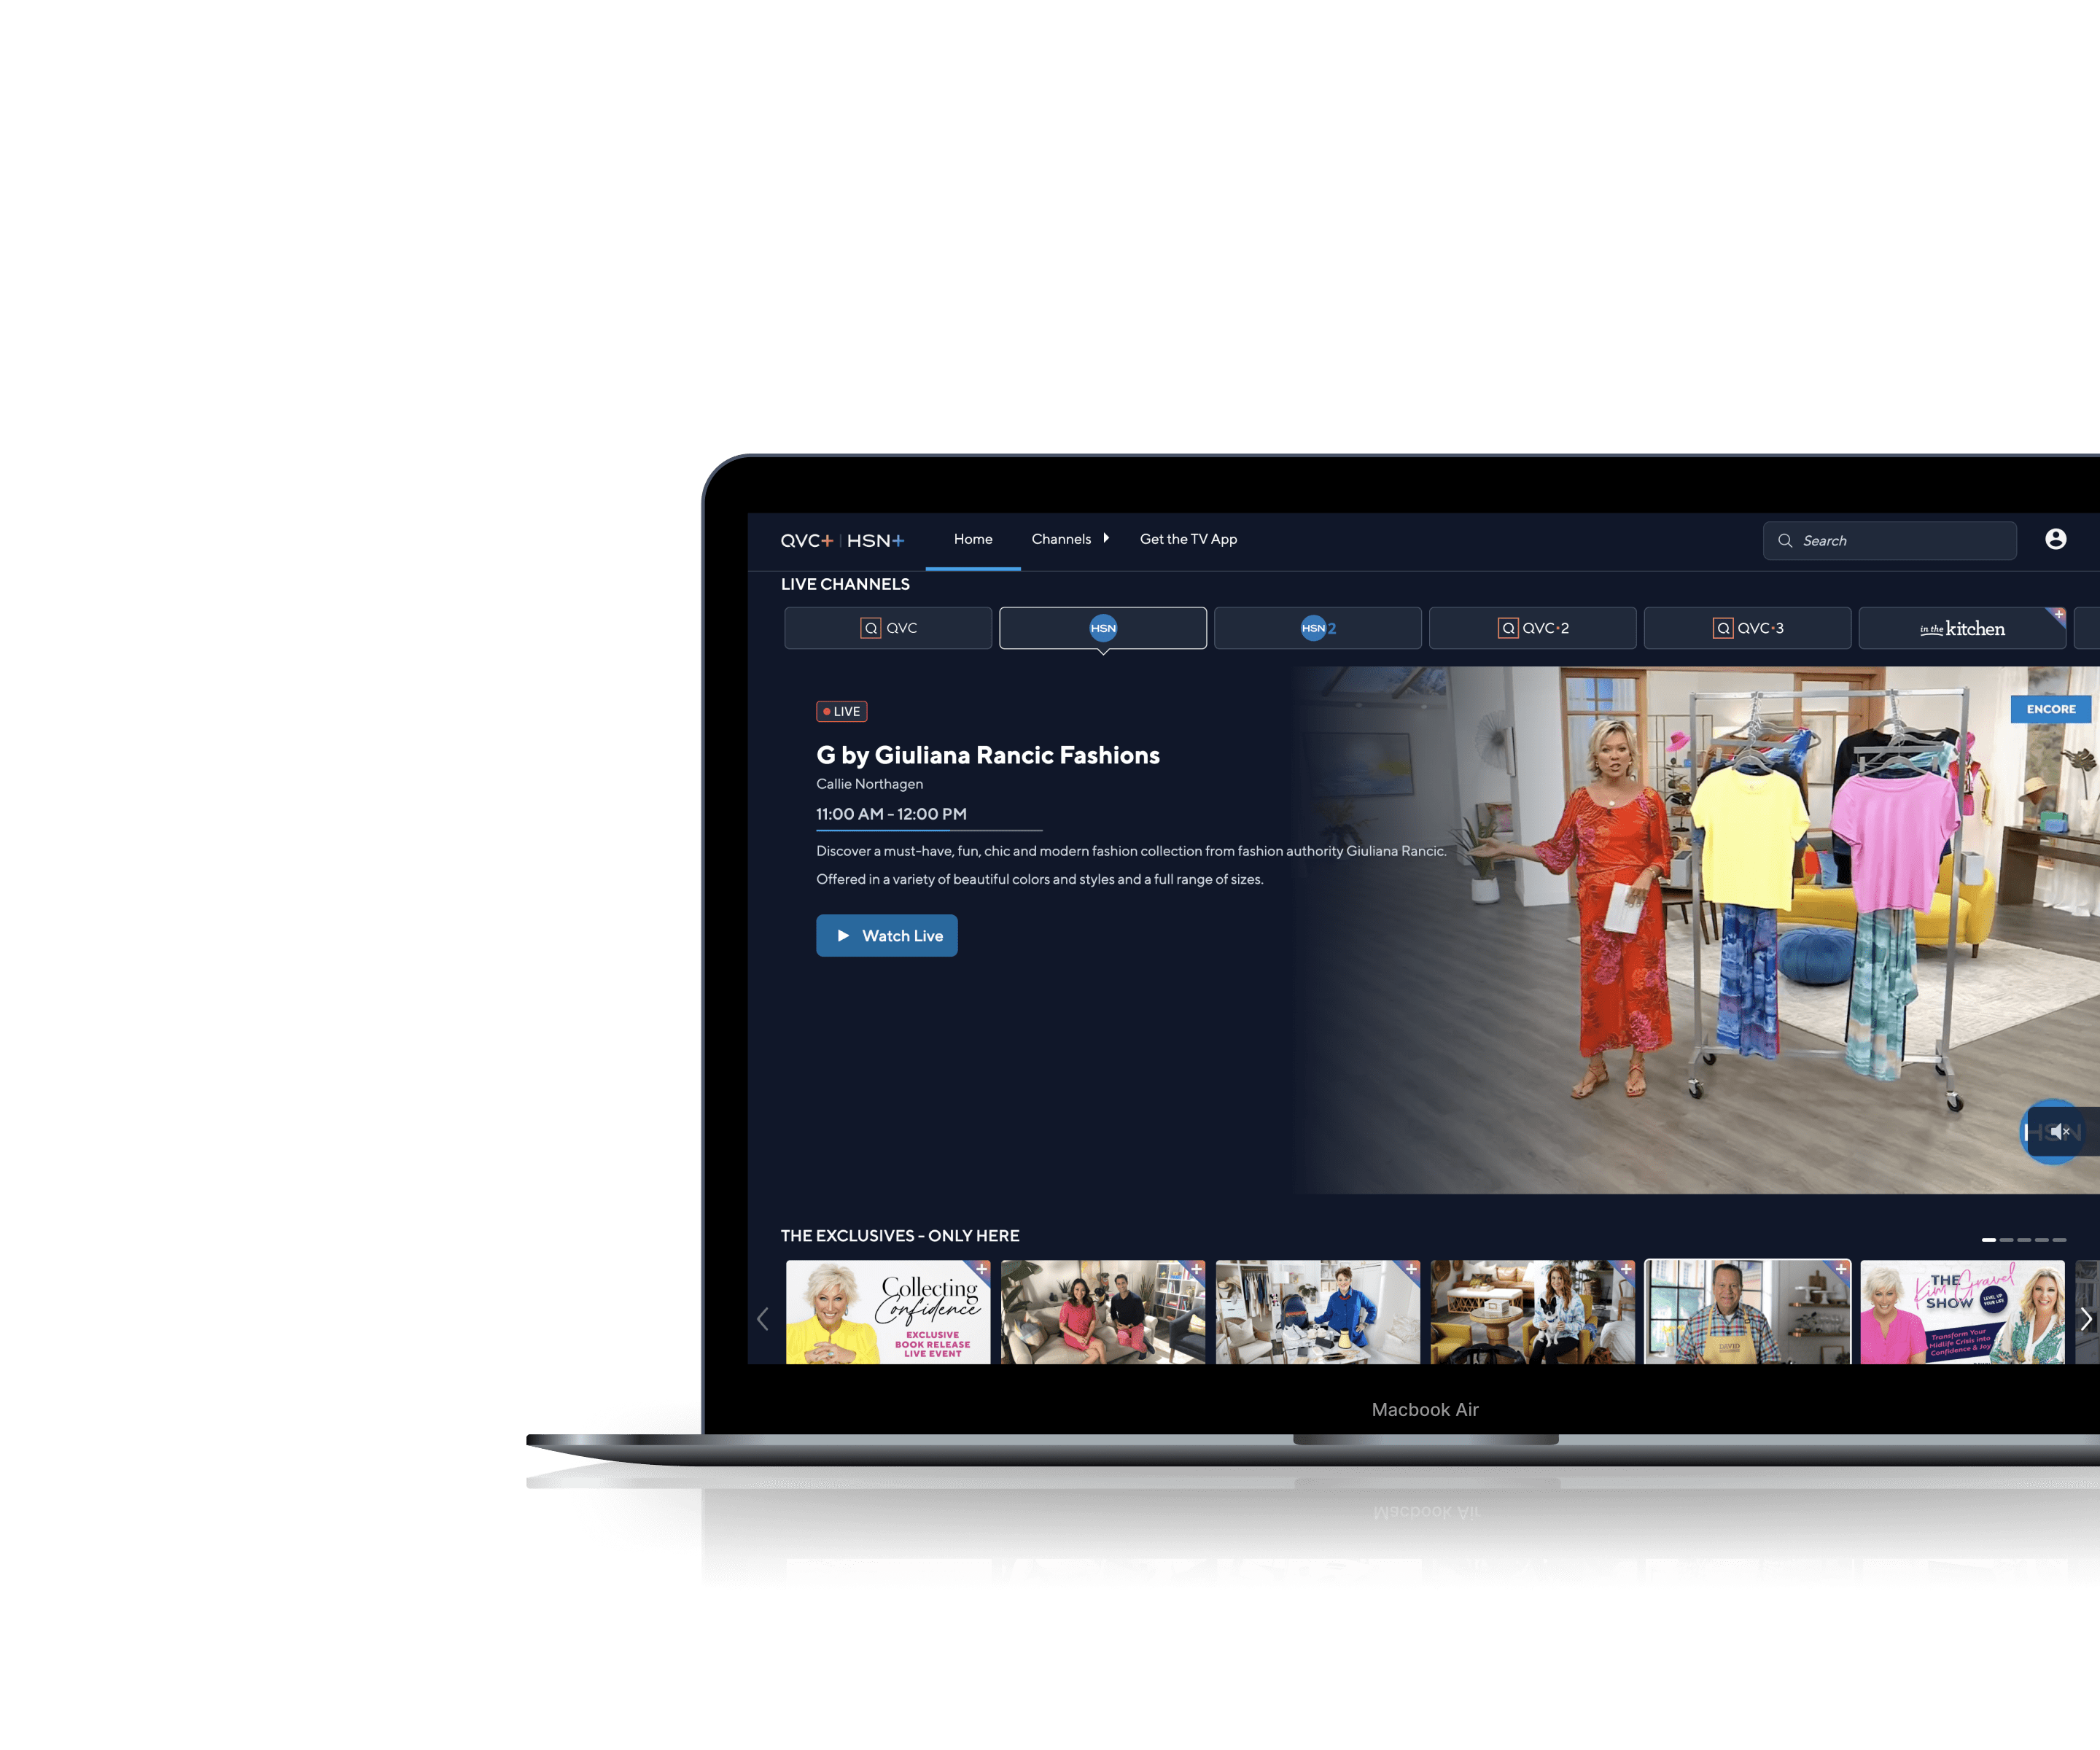 QVC+ | HSN+
Home
Channels
Get the TV App
Search
LIVE CHANNELS
Q QVC
HSN
HSN 2
Q QVC•2
Q QVC•3
in the kitchen
LIVE
G by Giuliana Rancic Fashions
Callie Northagen
11:00 AM - 12:00 PM
Discover a must-have, fun, chic and modern fashion collection from fashion authority Giuliana Rancic.
Offered in a variety of beautiful colors and styles and a full range of sizes.
Watch Live
ENCORE
HSN
THE EXCLUSIVES - ONLY HERE
Collecting
Confidence
EXCLUSIVE
BOOK RELEASE
LIVE EVENT
DAVID
THE
Kim Gravel
SHOW
LEVEL UP
YOUR LIFE
Transform Your
Midlife Crisis into
Confidence & Joy
Macbook Air
Macbook Air